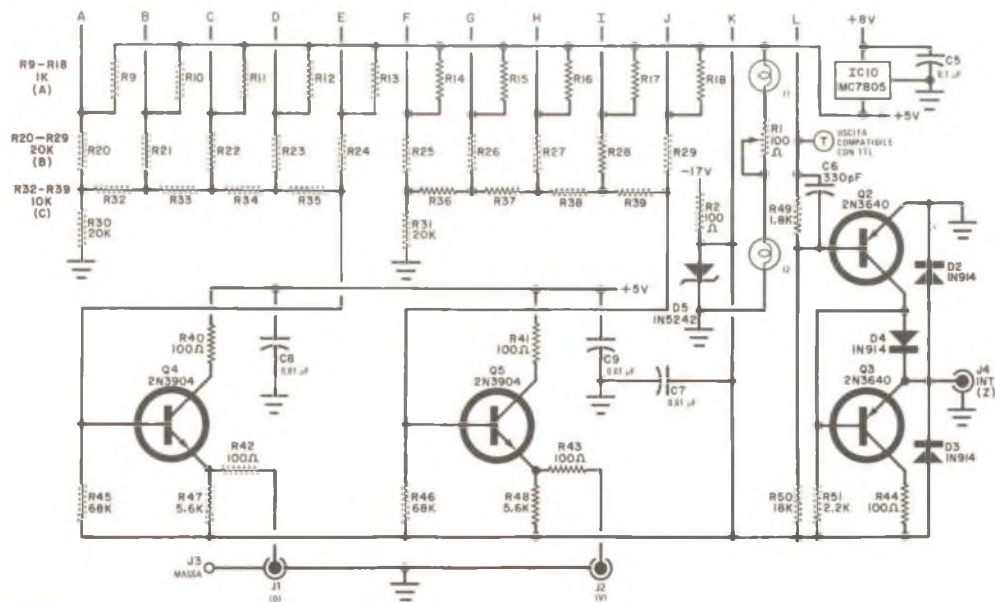 A B C D E F G H I J K L
+8V
R9-R18
1K
(A)
R9 R10 R11 R12 R13 R14 R15 R16 R17 R18
I1
IC10
MC7805
C5
0,1 µF
+5V
R20-R29
20K
(B)
R20 R21 R22 R23 R24 R25 R26 R27 R28 R29
R1
100
Ω
T
USCITA
COMPATIBILE
CON TTL
C6
330pF
-17V
R32-R39
10K
(C)
R32 R33 R34 R35 R36 R37 R38 R39
R30
20K
R31
20K
R2
100
Ω
R49
1.8K
Q2
2N3640
I2
D5
1N5242
D2
1N914
+5V
R40
100Ω
C8
0,01 µF
R41
100Ω
C9
0,01 µF
C7
0,01 µF
Q4
2N3904
Q5
2N3904
D4
1N914
Q3
2N3640
J4
INT
(Z)
R42
100Ω
R43
100Ω
D3
1N914
R45
68K
R47
5.6K
R46
68K
R48
5.6K
R50
18K
R51
2.2K
R44
100Ω
J3
MASSA
J1
(O)
J2
(V)